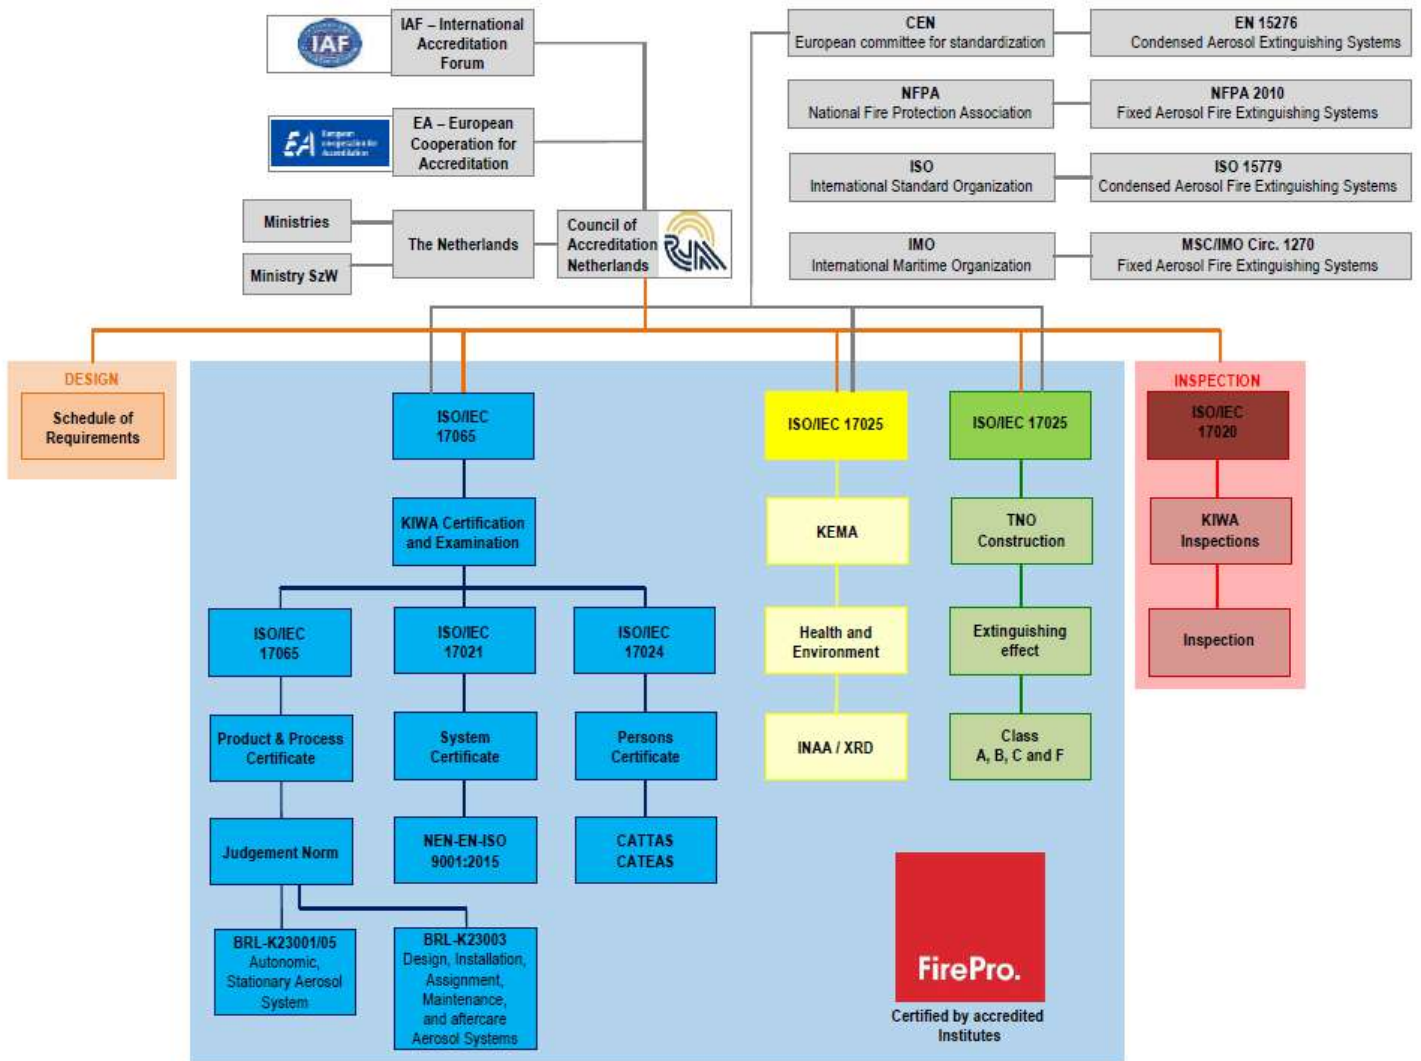 IAF
IAF – International
Accreditation
Forum
EA
European
cooperation for
Accreditation
EA – European
Cooperation for
Accreditation
Ministries
Ministry SzW
The Netherlands
Council of
Accreditation
Netherlands
CEN
European committee for standardization
EN 15276
Condensed Aerosol Extinguishing Systems
NFPA
National Fire Protection Association
NFPA 2010
Fixed Aerosol Fire Extinguishing Systems
ISO
International Standard Organization
ISO 15779
Condensed Aerosol Fire Extinguishing Systems
IMO
International Maritime Organization
MSC/IMO Circ. 1270
Fixed Aerosol Fire Extinguishing Systems
DESIGN
Schedule of
Requirements
ISO/IEC
17065
KIWA Certification
and Examination
ISO/IEC
17065
Product & Process
Certificate
Judgement Norm
BRL-K23001/05
Autonomic,
Stationary Aerosol
System
ISO/IEC
17021
System
Certificate
NEN-EN-ISO
9001:2015
BRL-K23003
Design, Installation,
Assignment,
Maintenance,
and aftercare
Aerosol Systems
ISO/IEC
17024
Persons
Certificate
CATTAS
CATEAS
ISO/IEC 17025
KEMA
Health and
Environment
INAA / XRD
ISO/IEC 17025
TNO
Construction
Extinguishing
effect
Class
A, B, C and F
FirePro.
Certified by accredited
Institutes
INSPECTION
ISO/IEC
17020
KIWA
Inspections
Inspection